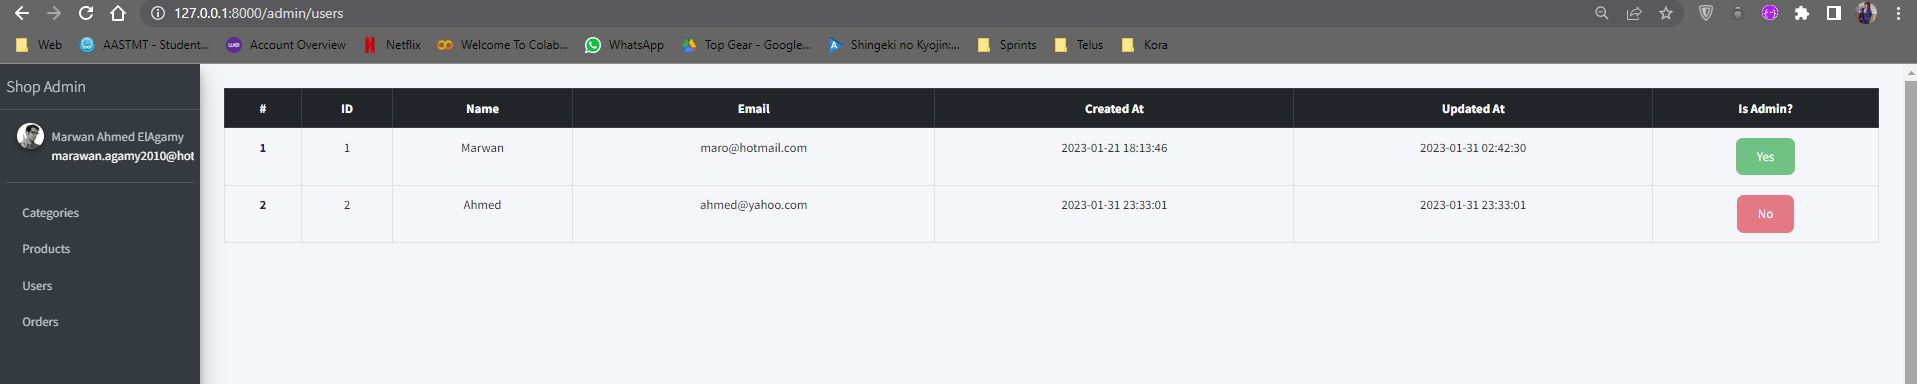 127.0.0.1:8000/admin/users
Web AASTMT - Student... Account Overview Netflix Welcome To Colab... WhatsApp Top Gear - Google... Shingeki no Kyojin:... Sprints Telus Kora
Shop Admin
Marwan Ahmed ElAgamy
marawan.agamy2010@hot
Categories
Products
Users
Orders
# ID Name Email Created At Updated At Is Admin?
1 1 Marwan maro@hotmail.com 2023-01-21 18:13:46 2023-01-31 02:42:30 Yes
2 2 Ahmed ahmed@yahoo.com 2023-01-31 23:33:01 2023-01-31 23:33:01 No